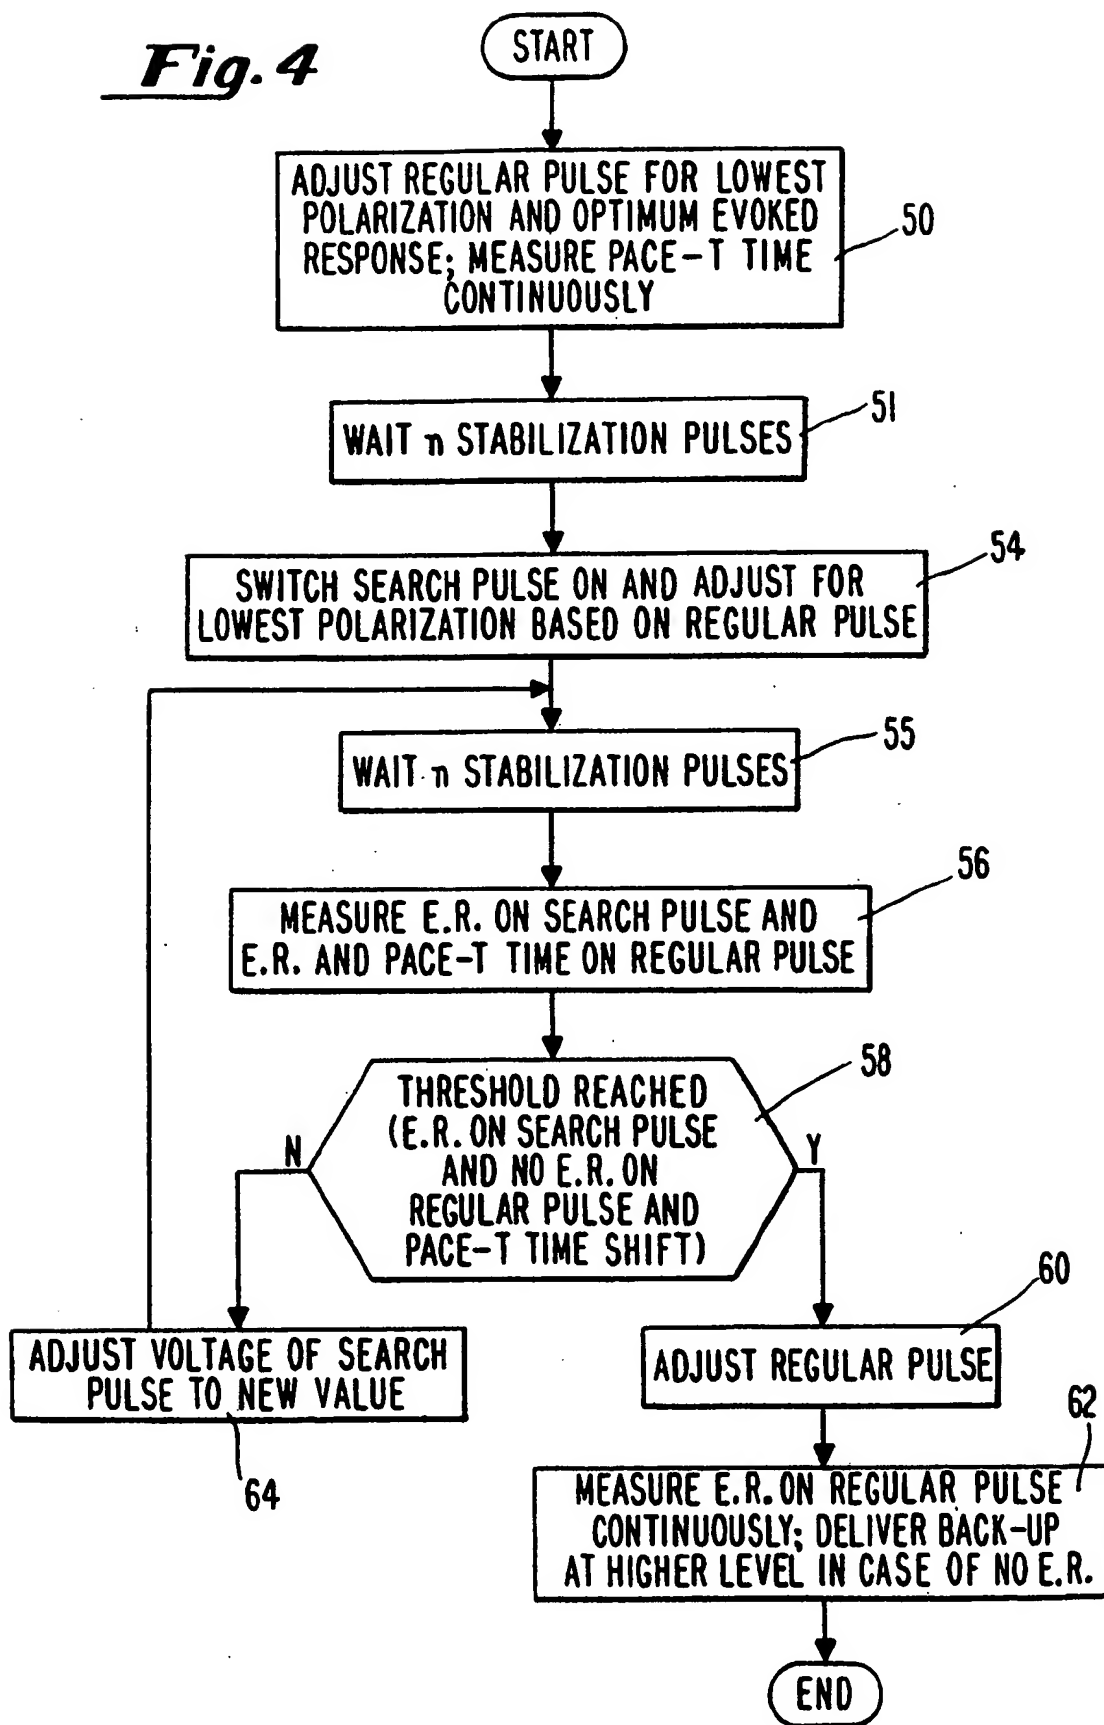 Fig. 4
START
ADJUST REGULAR PULSE FOR LOWEST
POLARIZATION AND OPTIMUM EVOKED
RESPONSE; MEASURE PACE-T TIME
CONTINUOUSLY
50
WAIT n STABILIZATION PULSES
51
SWITCH SEARCH PULSE ON AND ADJUST FOR
LOWEST POLARIZATION BASED ON REGULAR PULSE
54
WAIT n STABILIZATION PULSES
55
MEASURE E.R. ON SEARCH PULSE AND
E.R. AND PACE-T TIME ON REGULAR PULSE
56
THRESHOLD REACHED
(E.R. ON SEARCH PULSE
AND NO E.R. ON
REGULAR PULSE AND
PACE-T TIME SHIFT)
58
N
Y
ADJUST VOLTAGE OF SEARCH
PULSE TO NEW VALUE
64
ADJUST REGULAR PULSE
60
MEASURE E.R. ON REGULAR PULSE
CONTINUOUSLY; DELIVER BACK-UP
AT HIGHER LEVEL IN CASE OF NO E.R.
62
END